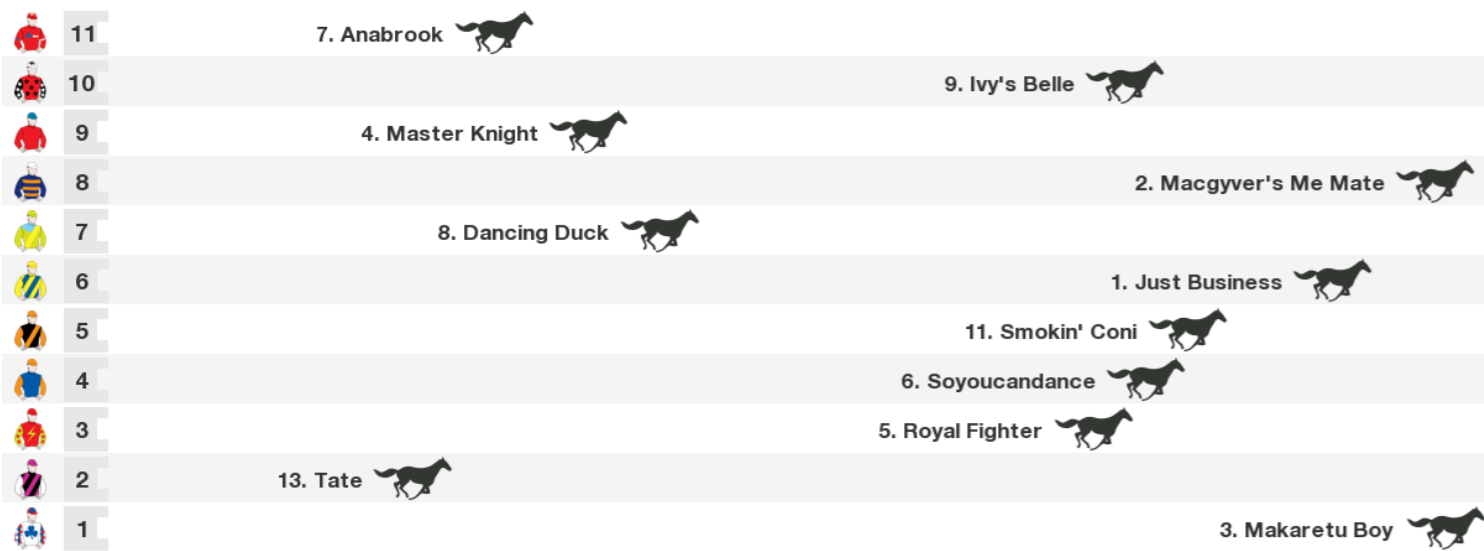 11 7. Anabrook
10 9. Ivy's Belle
9 4. Master Knight
8 2. Macgyver's Me Mate
7 8. Dancing Duck
6 1. Just Business
5 11. Smokin' Coni
4 6. Soyoucandance
3 5. Royal Fighter
2 13. Tate
1 3. Makaretu Boy